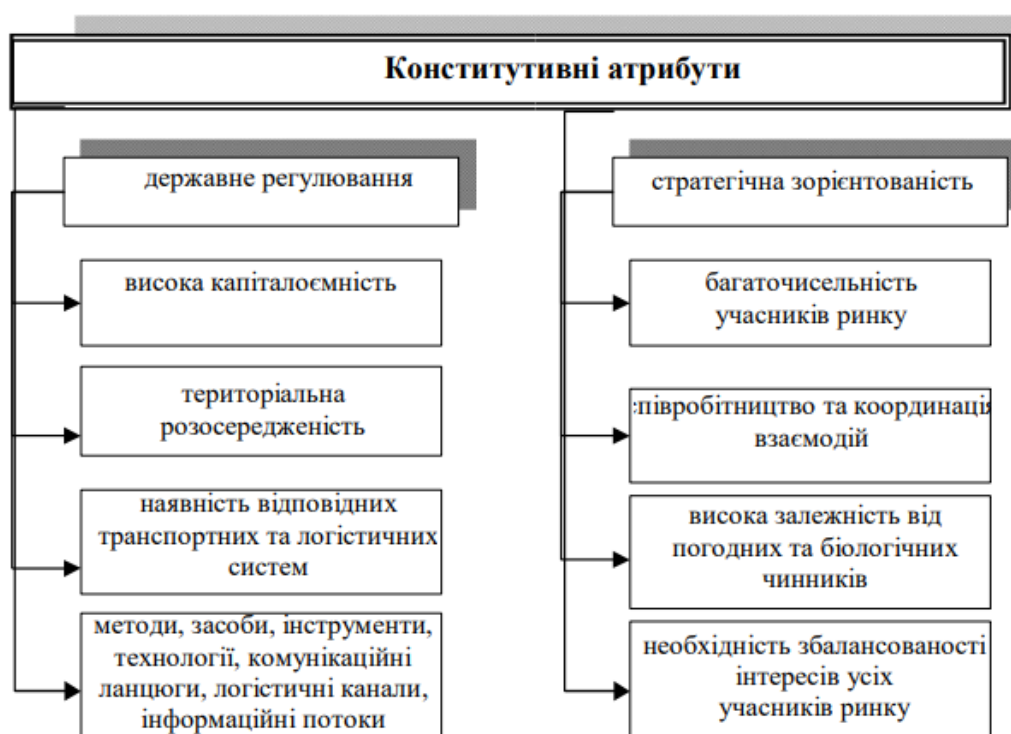 Конститутивні атрибути
державне регулювання
висока капіталоємність
територіальна
розосередженість
наявність відповідних
транспортних та логістичних
систем
методи, засоби, інструменти,
технології, комунікаційні
ланцюги, логістичні канали,
інформаційні потоки
стратегічна зорієнтованість
багаточисельність
учасників ринку
співробітництво та координація
взаємодій
висока залежність від
погодних та біологічних
чинників
необхідність збалансованості
інтересів усіх
учасників ринку